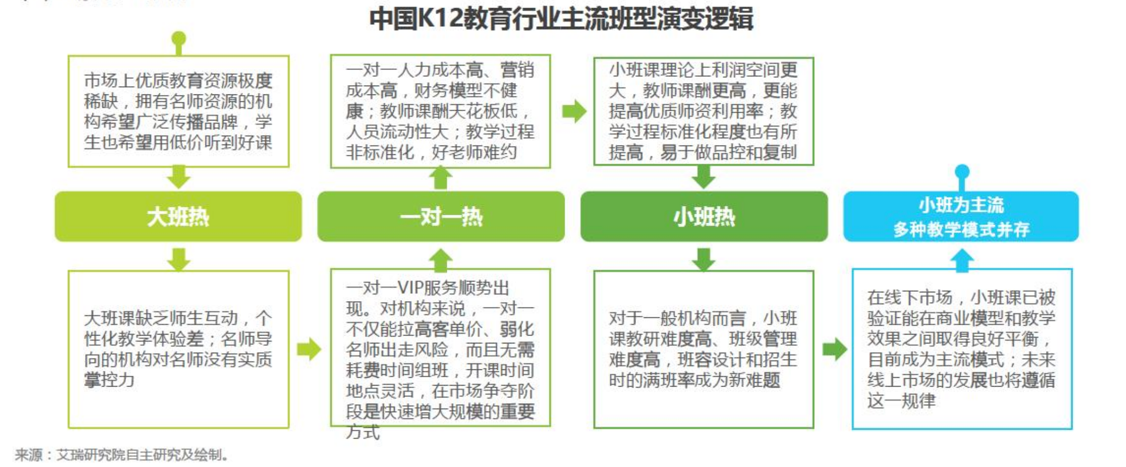 中国K12教育行业主流班型演变逻辑
市场上优质教育资源极度
稀缺，拥有名师资源的机
构希望广泛传播品牌，学
生也希望用低价听到好课
大班热
大班课缺乏师生互动，个
性化教学体验差；名师导
向的机构对名师没有实质
掌控力
一对一VIP服务顺势出
现。对机构来说，一对一
不仅能拉高客单价、弱化
名师出走风险，而且无需
耗费时间组班，开课时间
地点灵活，在市场争夺阶
段是快速增大规模的重要
方式
一对一热
一对一人力成本高、营销
成本高，财务模型不健
康；教师课酬天花板低，
人员流动性大；教学过程
非标准化，好老师难约
小班课理论上利润空间更
大，教师课酬更高，更能
提高优质师资利用率；教
学过程标准化程度也有所
提高，易于做品控和复制
小班热
对于一般机构而言，小班
课教研难度高、班级管理
难度高，班容设计和招生
时的满班率成为新难题
在线下市场，小班课已被
验证能在商业模型和教学
效果之间取得良好平衡，
目前成为主流模式；未来
线上市场的发展也将遵循
这一规律
小班为主流
多种教学模式并存
来源：艾瑞研究院自主研究及绘制。